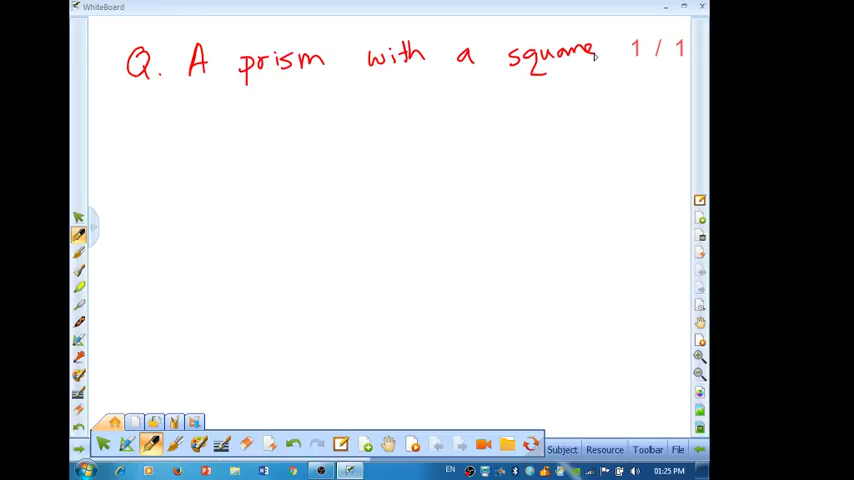 WhiteBoard
Q. A prism with a square 1 / 1
Subject Resource Toolbar File
EN 01:25 PM